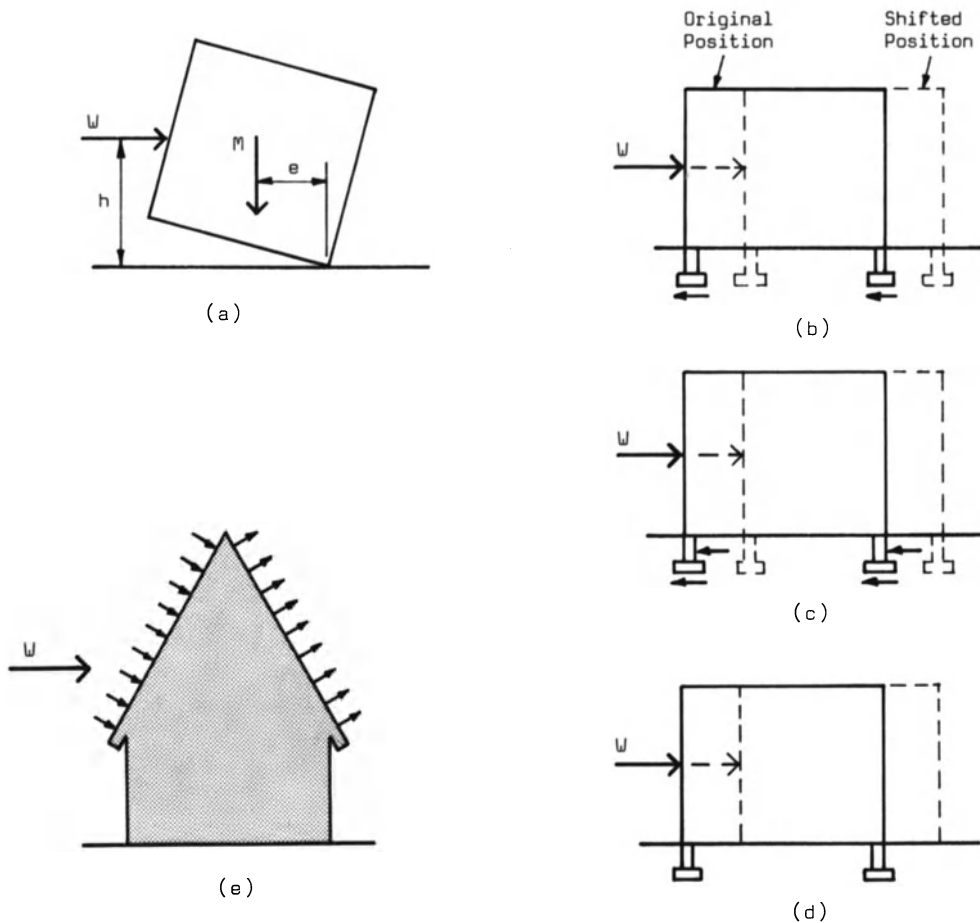 W
h
M
e
(a)
Original
Position
Shifted
Position
W
(b)
W
(c)
W
(e)
W
(d)